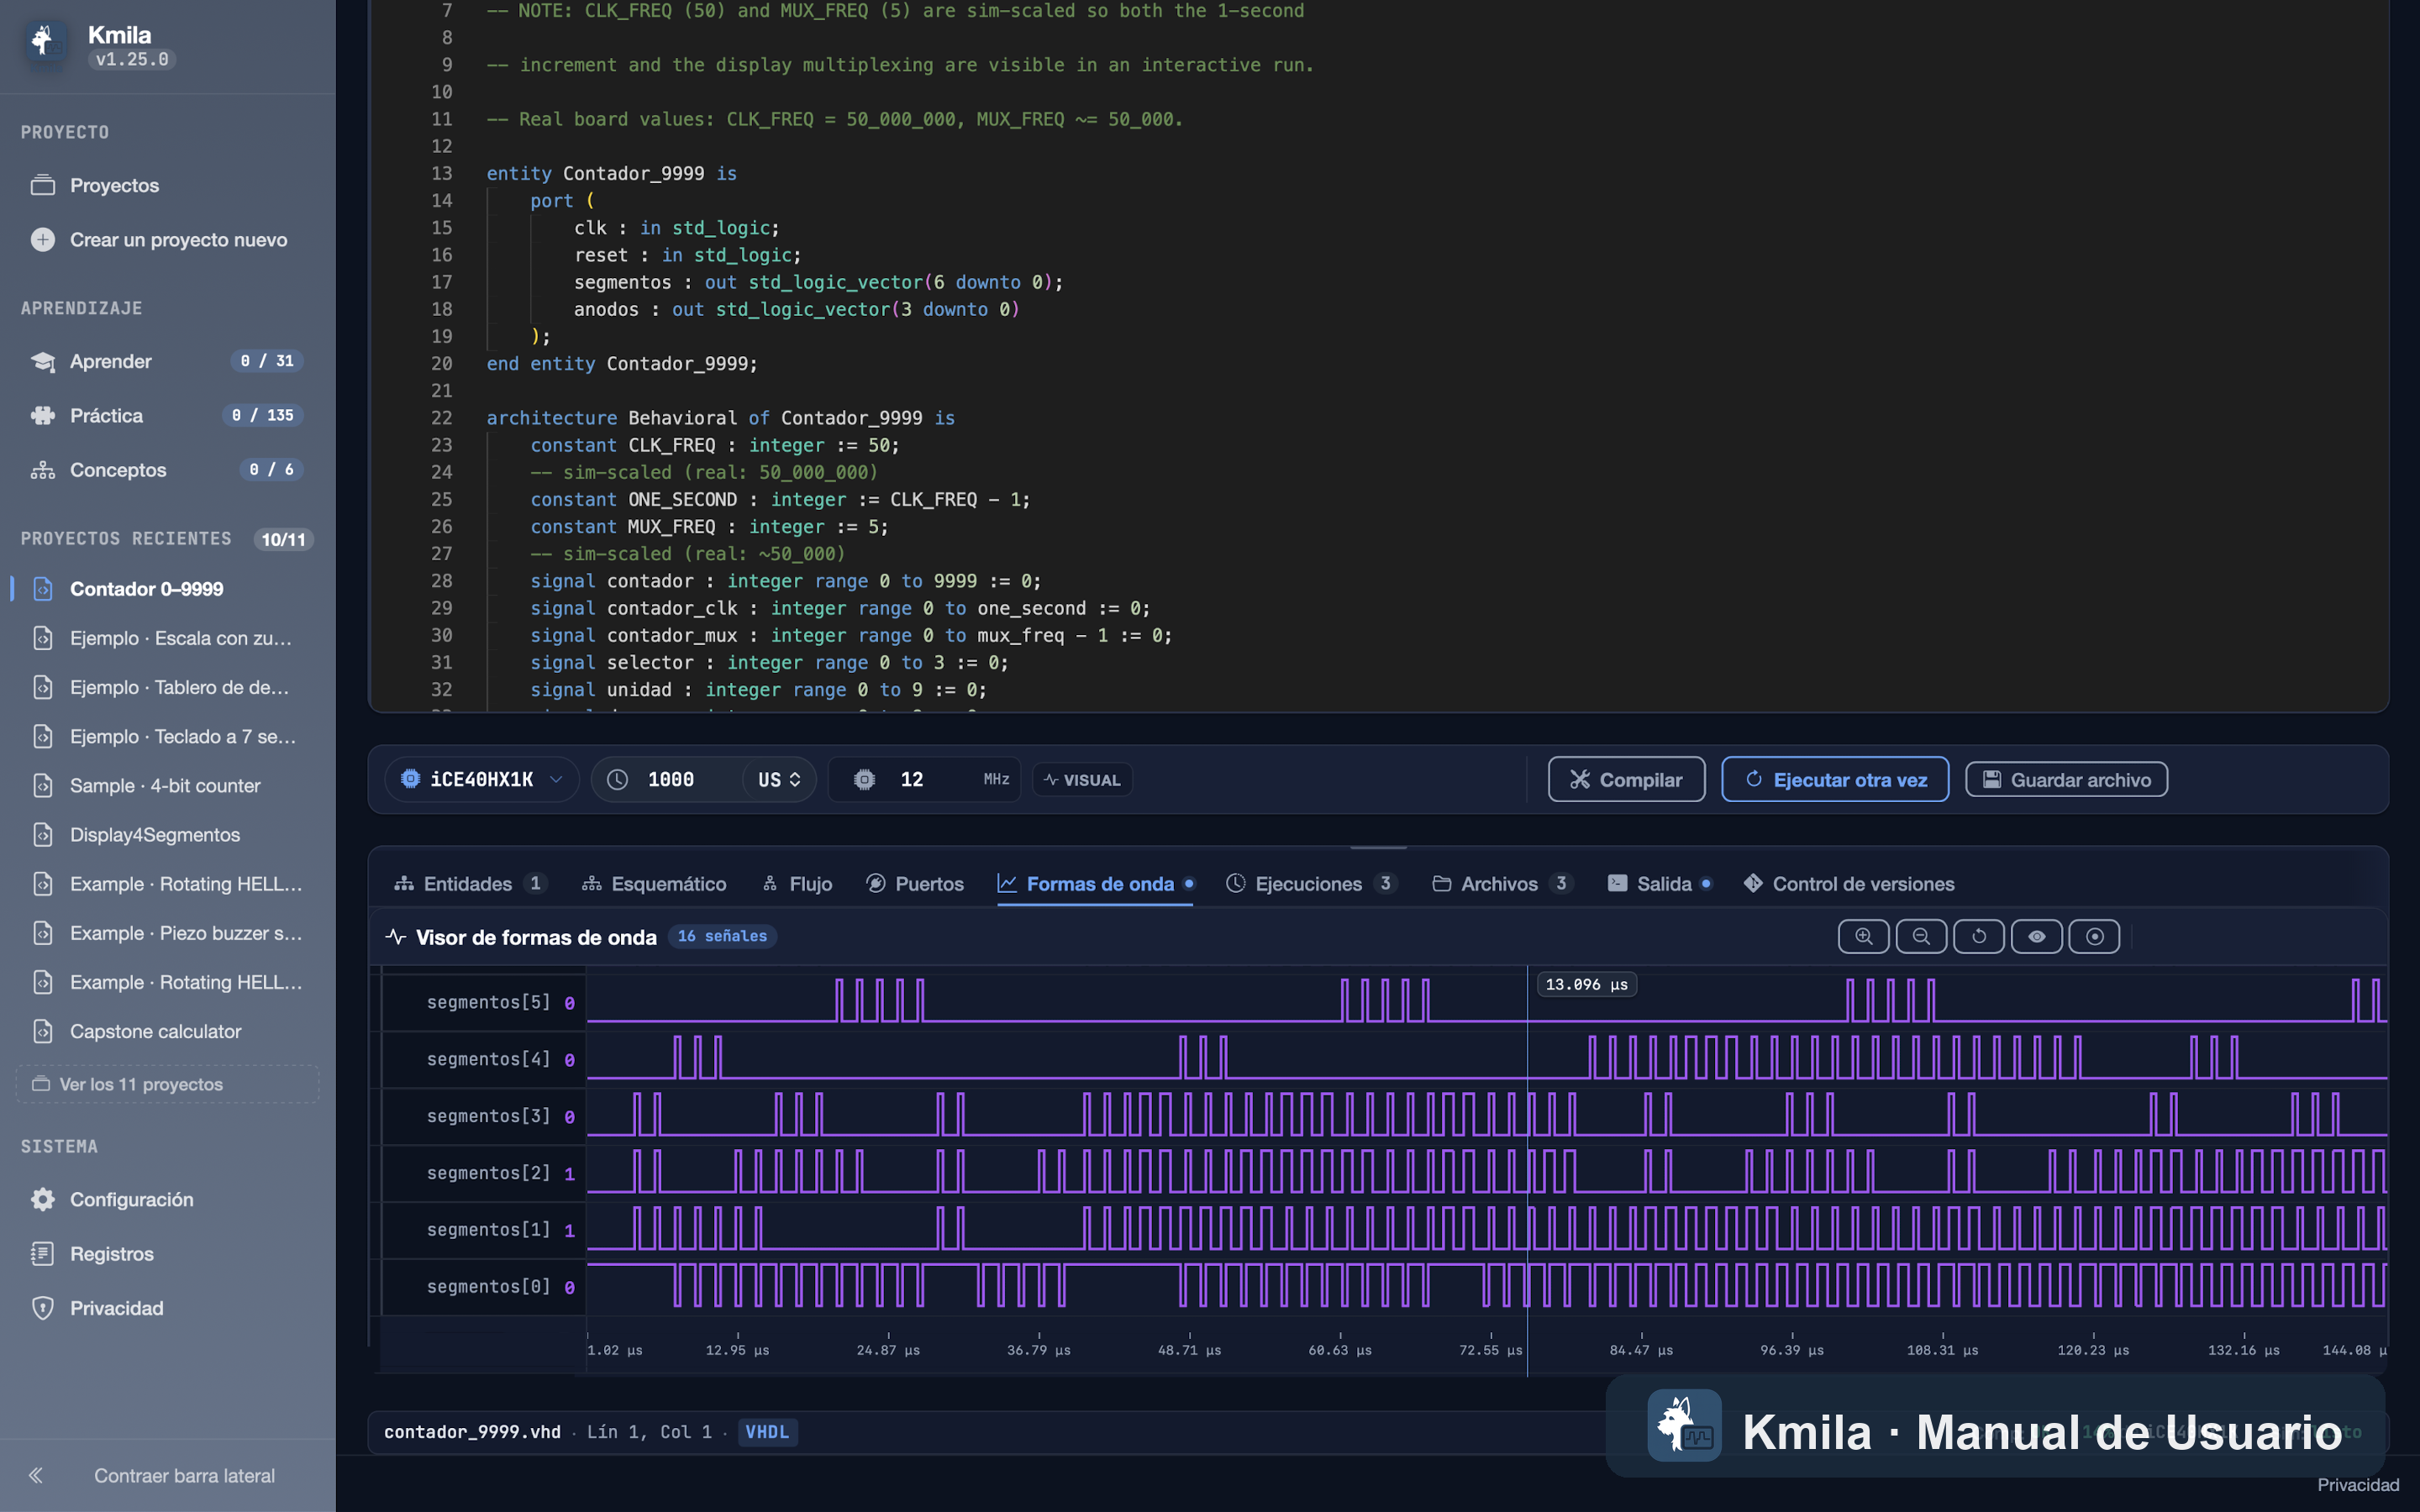 Kmila
v1.25.0
PROYECTO
Proyectos
Crear un proyecto nuevo
APRENDIZAJE
Aprender 0 / 31
Práctica 0 / 135
Conceptos 0 / 6
PROYECTOS RECIENTES 10/11
Contador 0–9999
Ejemplo · Escala con zu...
Ejemplo · Tablero de de...
Ejemplo · Teclado a 7 se...
Sample · 4-bit counter
Display4Segmentos
Example · Rotating HELL...
Example · Piezo buzzer s...
Example · Rotating HELL...
Capstone calculator
Ver los 11 proyectos
SISTEMA
Configuración
Registros
Privacidad
Contraer barra lateral
7 -- NOTE: CLK_FREQ (50) and MUX_FREQ (5) are sim-scaled so both the 1-second
8
9 -- increment and the display multiplexing are visible in an interactive run.
10
11 -- Real board values: CLK_FREQ = 50_000_000, MUX_FREQ ~= 50_000.
12
13 entity Contador_9999 is
14 port (
15 clk : in std_logic;
16 reset : in std_logic;
17 segmentos : out std_logic_vector(6 downto 0);
18 anodos : out std_logic_vector(3 downto 0)
19 );
20 end entity Contador_9999;
21
22 architecture Behavioral of Contador_9999 is
23 constant CLK_FREQ : integer := 50;
24 -- sim-scaled (real: 50_000_000)
25 constant ONE_SECOND : integer := CLK_FREQ - 1;
26 constant MUX_FREQ : integer := 5;
27 -- sim-scaled (real: ~50_000)
28 signal contador : integer range 0 to 9999 := 0;
29 signal contador_clk : integer range 0 to one_second := 0;
30 signal contador_mux : integer range 0 to mux_freq - 1 := 0;
31 signal selector : integer range 0 to 3 := 0;
32 signal unidad : integer range 0 to 9 := 0;
iCE40HX1K 1000 US 12 MHz VISUAL Compilar Ejecutar otra vez Guardar archivo
Entidades 1 Esquemático Flujo Puertos Formas de onda Ejecuciones 3 Archivos 3 Salida Control de versiones
Visor de formas de onda 16 señales
13.096 µs
segmentos[5] 0
segmentos[4] 0
segmentos[3] 0
segmentos[2] 1
segmentos[1] 1
segmentos[0] 0
1.02 µs 12.95 µs 24.87 µs 36.79 µs 48.71 µs 60.63 µs 72.55 µs 84.47 µs 96.39 µs 108.31 µs 120.23 µs 132.16 µs 144.08 µ
contador_9999.vhd · Lín 1, Col 1 · VHDL
Kmila · Manual de Usuario
Privacidad